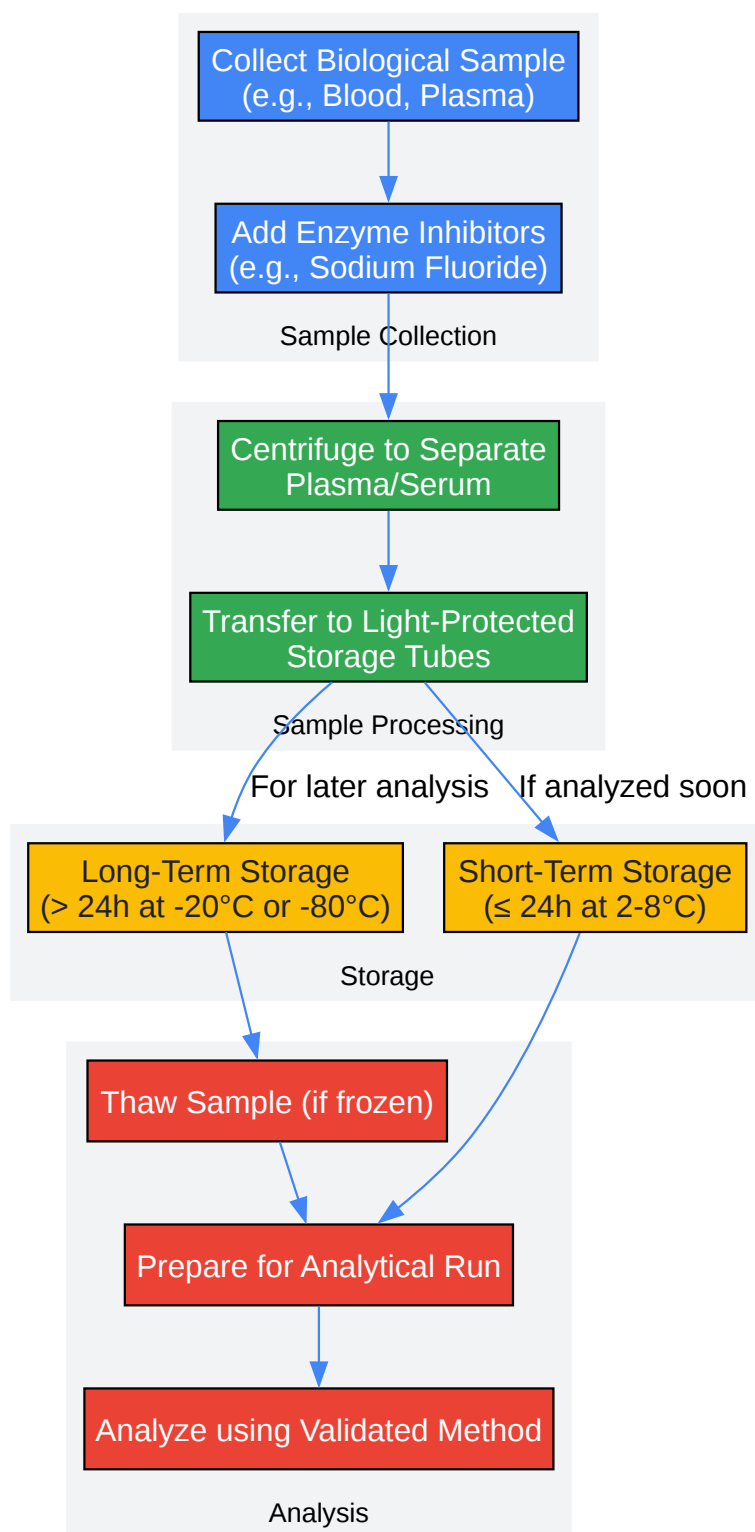 Collect Biological Sample
(e.g., Blood, Plasma)
Add Enzyme Inhibitors
(e.g., Sodium Fluoride)
Sample Collection
Centrifuge to Separate
Plasma/Serum
Transfer to Light-Protected
Storage Tubes
Sample Processing
For later analysis
If analyzed soon
Long-Term Storage
(> 24h at -20°C or -80°C)
Short-Term Storage
(≤ 24h at 2-8°C)
Storage
Thaw Sample (if frozen)
Prepare for Analytical Run
Analyze using Validated Method
Analysis